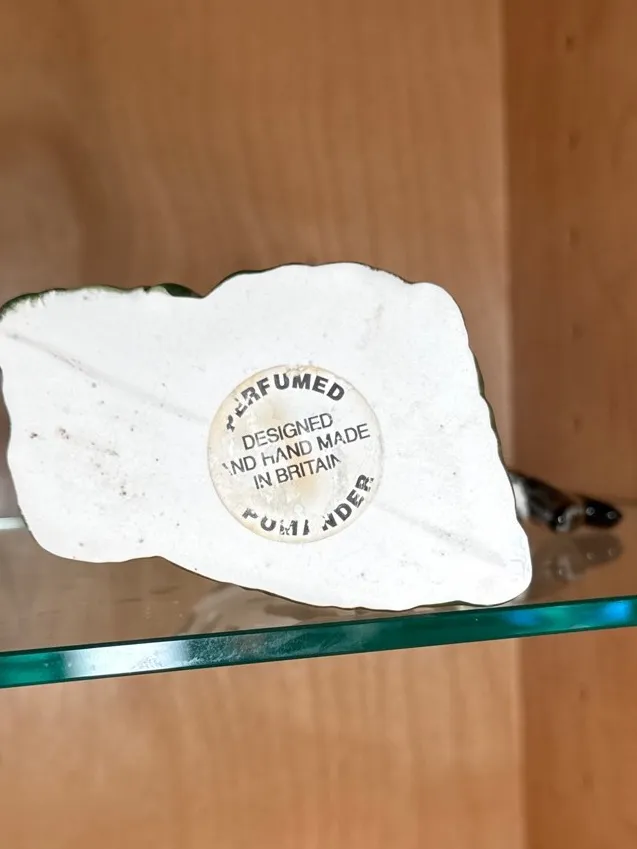 PERFUMED
DESIGNED
AND HAND MADE
IN BRITAIN
POMANDER